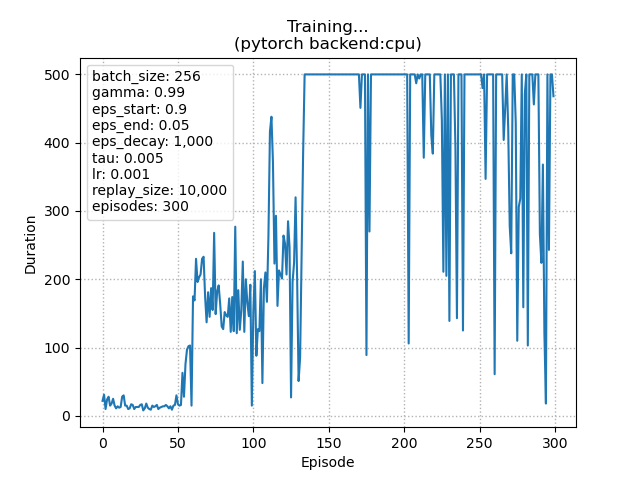 Training...
(pytorch backend:cpu)
batch_size: 256
gamma: 0.99
eps_start: 0.9
eps_end: 0.05
eps_decay: 1,000
tau: 0.005
lr: 0.001
replay_size: 10,000
episodes: 300
500
400
300
200
100
0
Duration
0 50 100 150 200 250 300
Episode